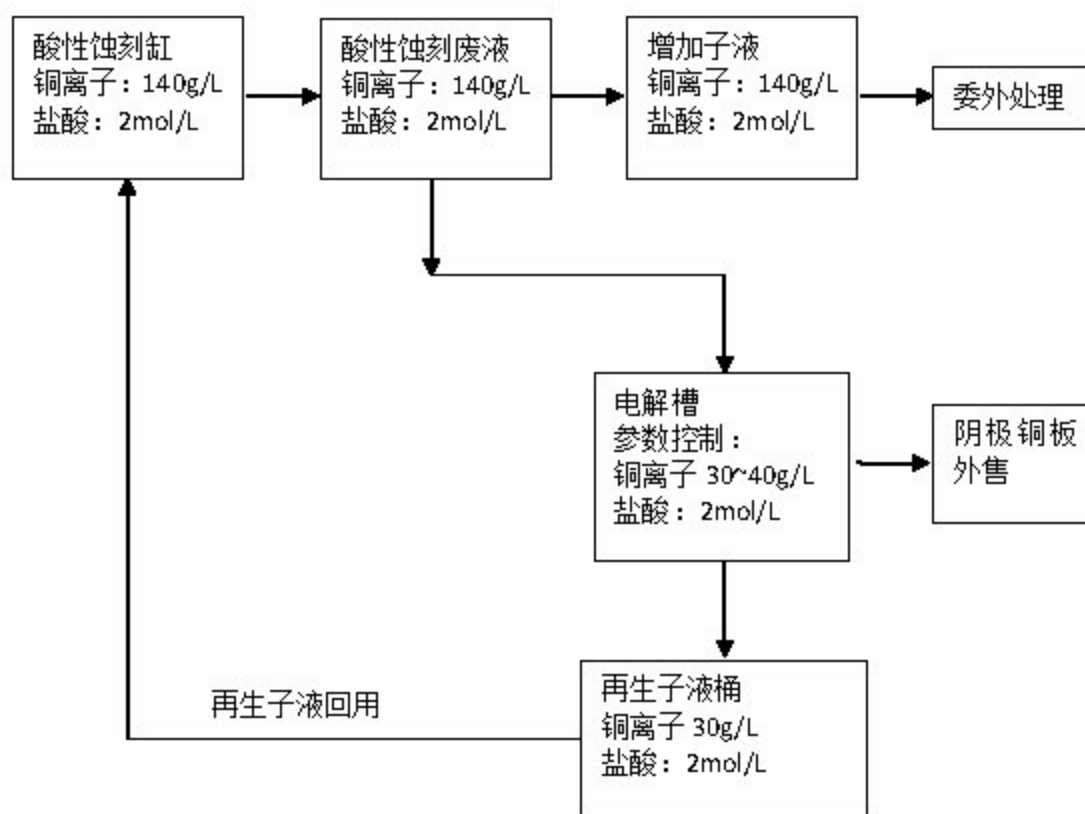 酸性蚀刻缸
铜离子：140g/L
盐酸：2mol/L
酸性蚀刻废液
铜离子：140g/L
盐酸：2mol/L
增加子液
铜离子：140g/L
盐酸：2mol/L
委外处理
电解槽
参数控制：
铜离子 30~40g/L
盐酸：2mol/L
阴极铜板
外售
再生子液桶
铜离子 30g/L
盐酸：2mol/L
再生子液回用